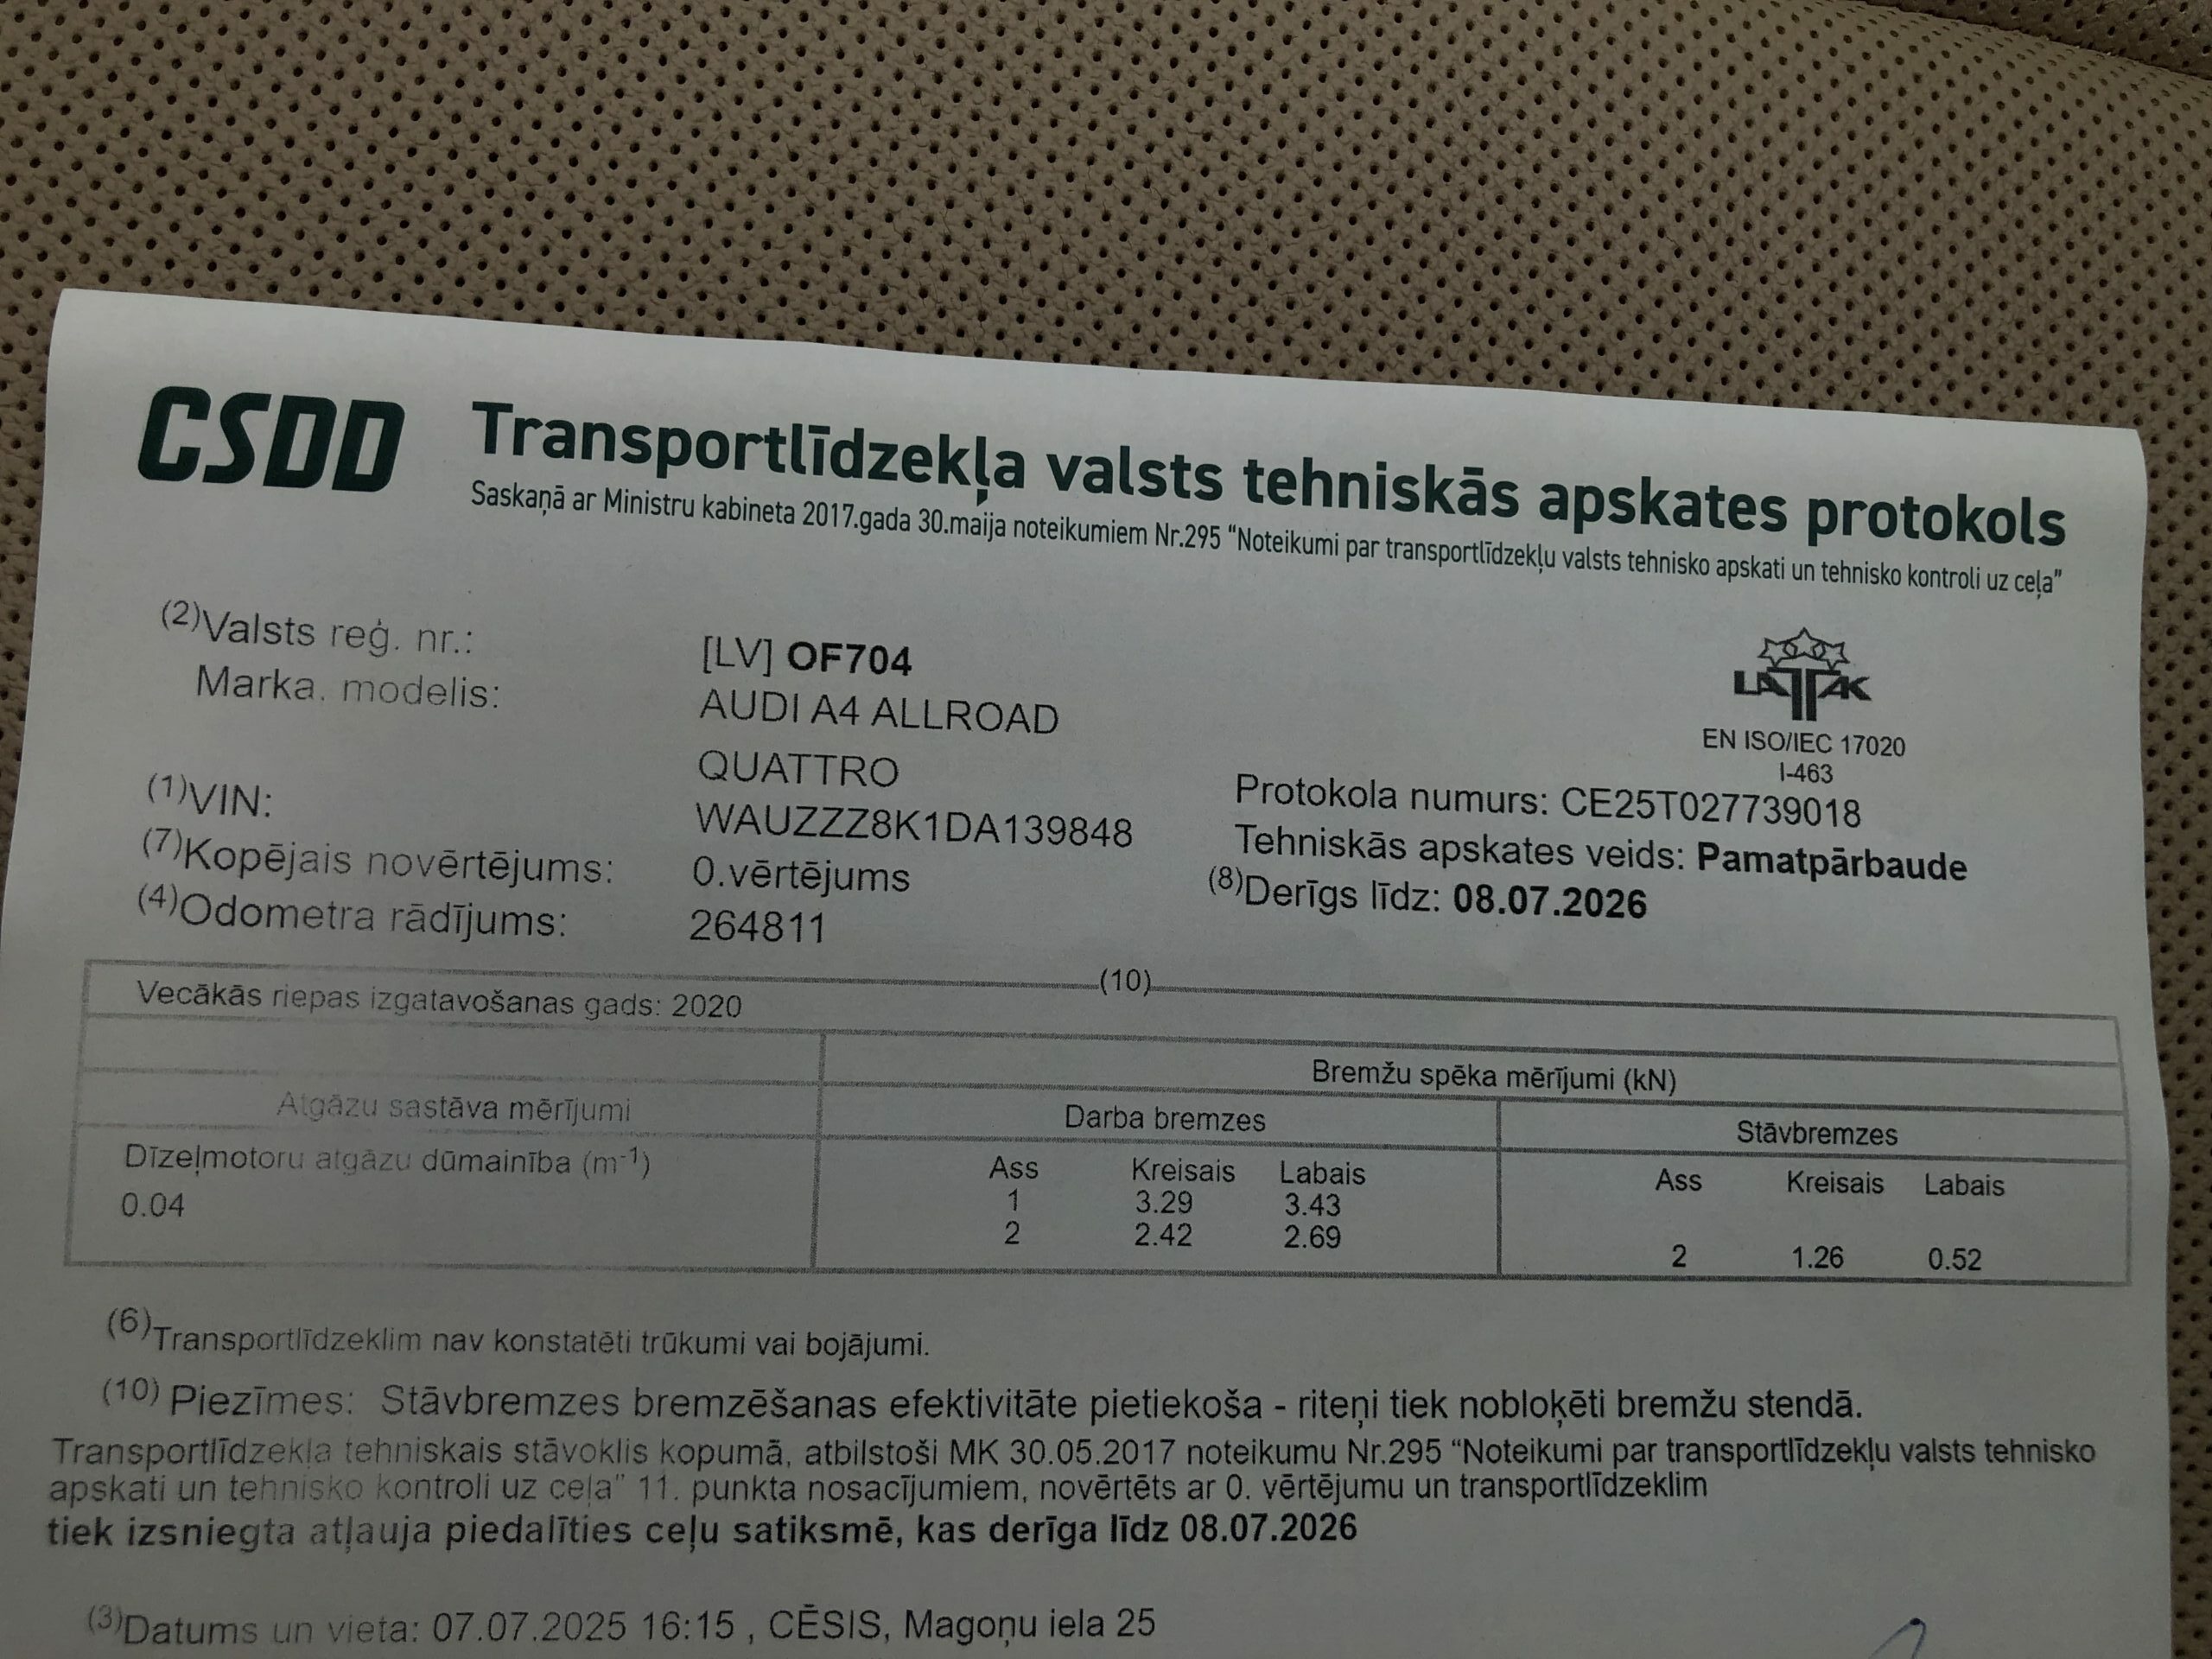 CSDD
Transportlīdzekļa valsts tehniskās apskates protokols
Saskaņā ar Ministru kabineta 2017.gada 30.maija noteikumiem Nr.295 “Noteikumi par transportlīdzekļu valsts tehnisko apskati un tehnisko kontroli uz ceļa”
(2)Valsts reģ. nr.: [LV] OF704
Marka. modelis: AUDI A4 ALLROAD
QUATTRO
LATAK
EN ISO/IEC 17020
I-463
(1)VIN: WAUZZZ8K1DA139848
Protokola numurs: CE25T027739018
(7)Kopējais novērtējums: 0.vērtējums
Tehniskās apskates veids: Pamatpārbaude
(4)Odometra rādījums: 264811
(8)Derīgs līdz: 08.07.2026
(10)
Vecākās riepas izgatavošanas gads: 2020
Bremžu spēka mērījumi (kN)
Atgāzu sastāva mērījumi
Darba bremzes
Stāvbremzes
Dīzeļmotoru atgāzu dūmainība (m-1)
0.04
Ass Kreisais Labais
1 3.29 3.43
2 2.42 2.69
Ass Kreisais Labais
2 1.26 0.52
(6)Transportlīdzeklim nav konstatēti trūkumi vai bojājumi.
(10) Piezīmes: Stāvbremzes bremzēšanas efektivitāte pietiekoša - riteņi tiek nobloķēti bremžu stendā.
Transportlīdzekļa tehniskais stāvoklis kopumā, atbilstoši MK 30.05.2017 noteikumu Nr.295 “Noteikumi par transportlīdzekļu valsts tehnisko
apskati un tehnisko kontroli uz ceļa” 11. punkta nosacījumiem, novērtēts ar 0. vērtējumu un transportlīdzeklim
tiek izsniegta atļauja piedalīties ceļu satiksmē, kas derīga līdz 08.07.2026
(3)Datums un vieta: 07.07.2025 16:15 , CĒSIS, Magoņu iela 25